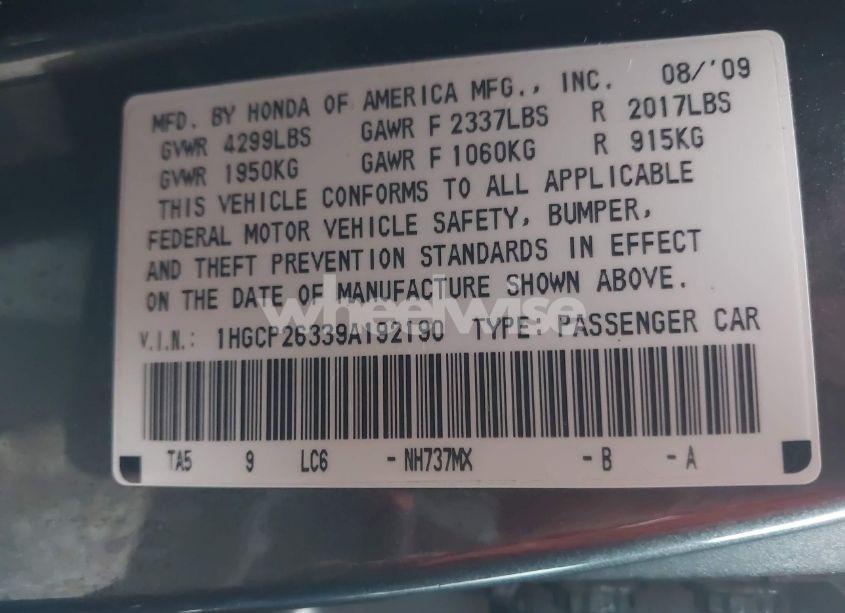 MFD. BY HONDA OF AMERICA MFG., INC. 08/'09
GVWR 4299LBS GAWR F 2337LBS R 2017LBS
GVWR 1950KG GAWR F 1060KG R 915KG
THIS VEHICLE CONFORMS TO ALL APPLICABLE
FEDERAL MOTOR VEHICLE SAFETY, BUMPER,
AND THEFT PREVENTION STANDARDS IN EFFECT
ON THE DATE OF MANUFACTURE SHOWN ABOVE.
wheelwise
V.I.N.: 1HGCP26339A192190 TYPE: PASSENGER CAR
TA5 9 LC6 -NH737MX -B -A